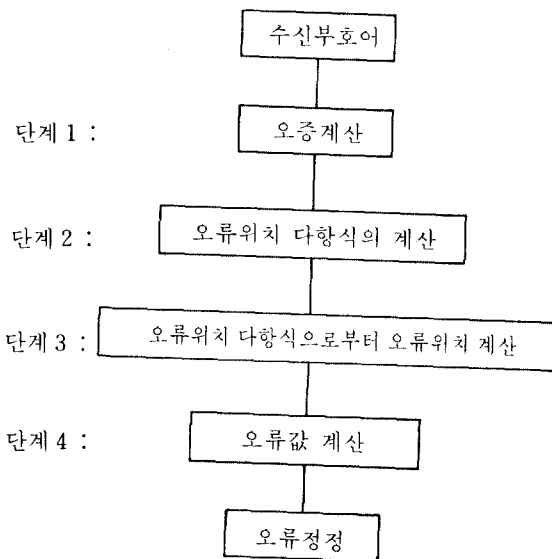 수신부호어
단계 1 : 오증계산
단계 2 : 오류위치 다항식의 계산
단계 3 : 오류위치 다항식으로부터 오류위치 계산
단계 4 : 오류값 계산
오류정정